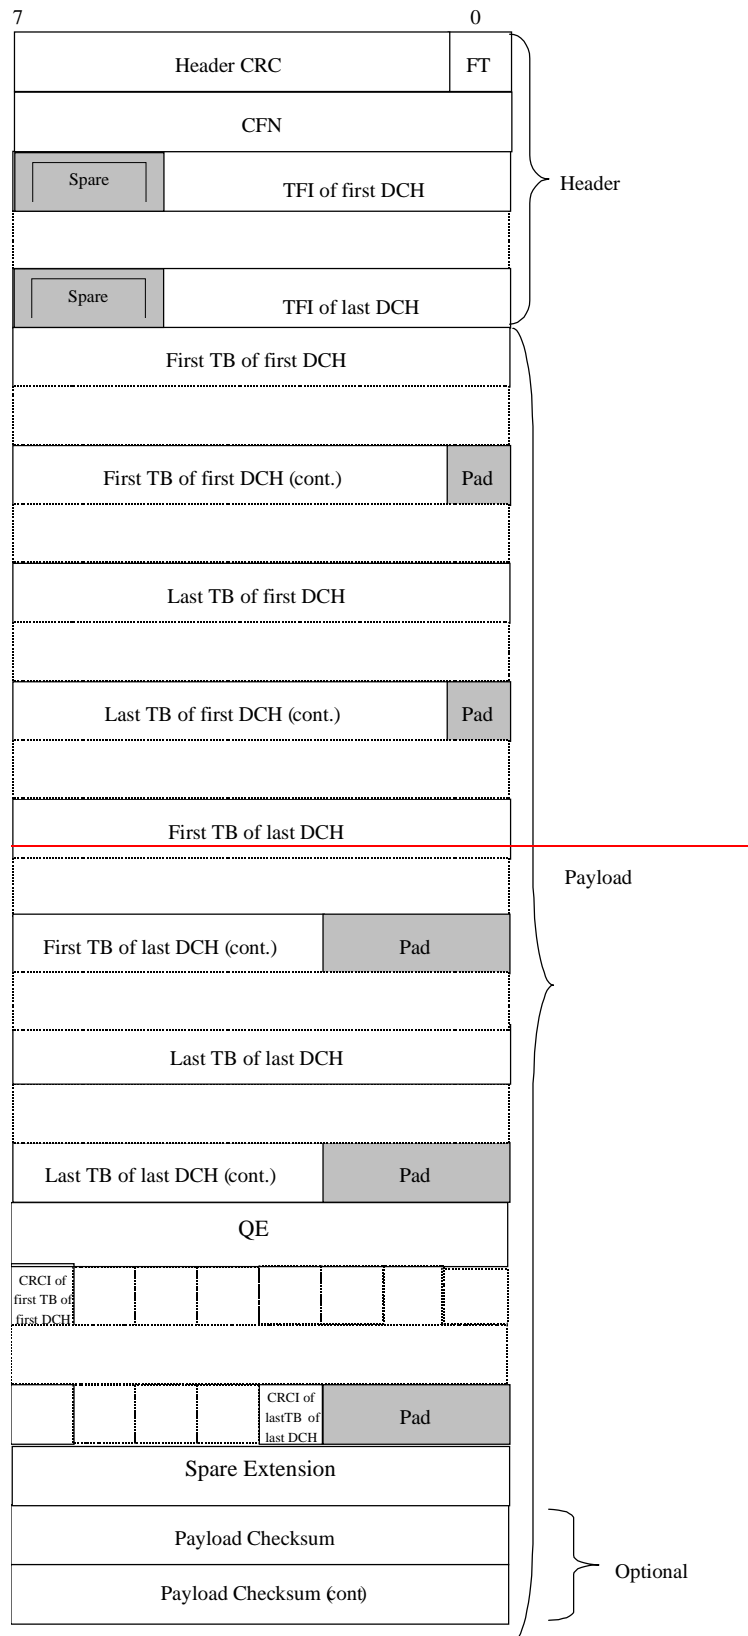 7 0
Header CRC FT
CFN
Spare TFI of first DCH
Header
Spare TFI of last DCH
First TB of first DCH
First TB of first DCH (cont.) Pad
Last TB of first DCH
Last TB of first DCH (cont.) Pad
First TB of last DCH
Payload
First TB of last DCH (cont.) Pad
Last TB of last DCH
Last TB of last DCH (cont.) Pad
QE
CRCI of
first TB of
first DCH
CRCI of
lastTB of
last DCH
Pad
Spare Extension
Payload Checksum
Optional
Payload Checksum (cont)